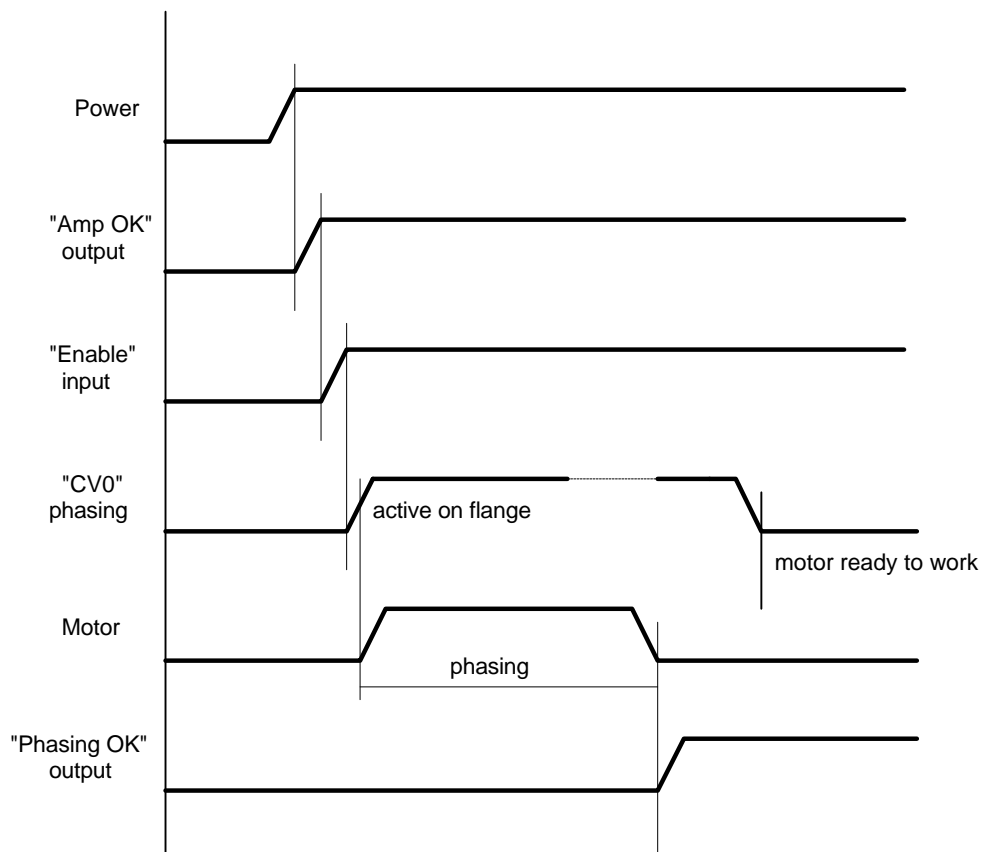 Power
"Amp OK"
output
"Enable"
input
"CV0"
phasing
active on flange
motor ready to work
Motor
phasing
"Phasing OK"
output